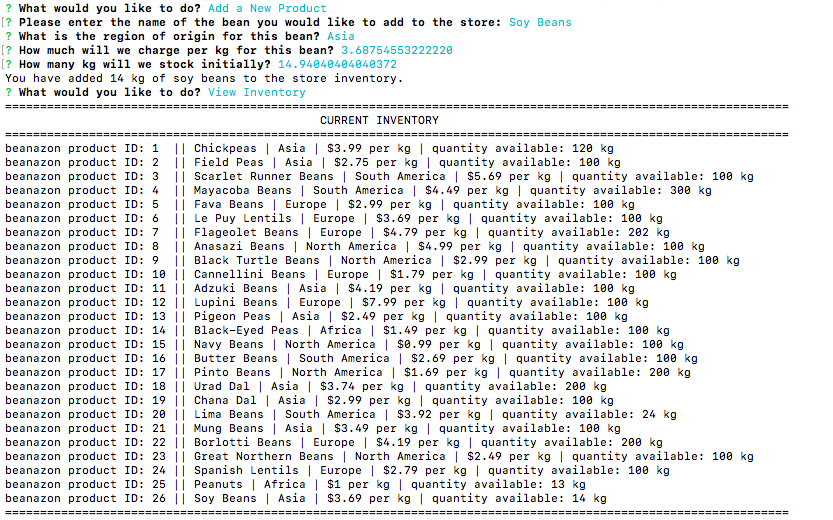 ? What would you like to do? Add a New Product
[? Please enter the name of the bean you would like to add to the store: Soy Beans
? What is the region of origin for this bean? Asia
[? How much will we charge per kg for this bean? 3.68754553222220
[? How many kg will we stock initially? 14.94040404040372
You have added 14 kg of soy beans to the store inventory.
? What would you like to do? View Inventory
================================================================================================================
CURRENT INVENTORY
================================================================================================================
beanazon product ID: 1  || Chickpeas | Asia | $3.99 per kg | quantity available: 120 kg
beanazon product ID: 2  || Field Peas | Asia | $2.75 per kg | quantity available: 100 kg
beanazon product ID: 3  || Scarlet Runner Beans | South America | $5.69 per kg | quantity available: 100 kg
beanazon product ID: 4  || Mayacoba Beans | South America | $4.49 per kg | quantity available: 300 kg
beanazon product ID: 5  || Fava Beans | Europe | $2.99 per kg | quantity available: 100 kg
beanazon product ID: 6  || Le Puy Lentils | Europe | $3.69 per kg | quantity available: 100 kg
beanazon product ID: 7  || Flageolet Beans | Europe | $4.79 per kg | quantity available: 202 kg
beanazon product ID: 8  || Anasazi Beans | North America | $4.99 per kg | quantity available: 100 kg
beanazon product ID: 9  || Black Turtle Beans | North America | $2.99 per kg | quantity available: 100 kg
beanazon product ID: 10 || Cannellini Beans | Europe | $1.79 per kg | quantity available: 100 kg
beanazon product ID: 11 || Adzuki Beans | Asia | $4.19 per kg | quantity available: 100 kg
beanazon product ID: 12 || Lupini Beans | Europe | $7.99 per kg | quantity available: 100 kg
beanazon product ID: 13 || Pigeon Peas | Asia | $2.49 per kg | quantity available: 100 kg
beanazon product ID: 14 || Black-Eyed Peas | Africa | $1.49 per kg | quantity available: 100 kg
beanazon product ID: 15 || Navy Beans | North America | $0.99 per kg | quantity available: 100 kg
beanazon product ID: 16 || Butter Beans | South America | $2.69 per kg | quantity available: 100 kg
beanazon product ID: 17 || Pinto Beans | North America | $1.69 per kg | quantity available: 200 kg
beanazon product ID: 18 || Urad Dal | Asia | $3.74 per kg | quantity available: 200 kg
beanazon product ID: 19 || Chana Dal | Asia | $2.99 per kg | quantity available: 100 kg
beanazon product ID: 20 || Lima Beans | South America | $3.92 per kg | quantity available: 24 kg
beanazon product ID: 21 || Mung Beans | Asia | $3.49 per kg | quantity available: 100 kg
beanazon product ID: 22 || Borlotti Beans | Europe | $4.19 per kg | quantity available: 200 kg
beanazon product ID: 23 || Great Northern Beans | North America | $2.49 per kg | quantity available: 100 kg
beanazon product ID: 24 || Spanish Lentils | Europe | $2.79 per kg | quantity available: 100 kg
beanazon product ID: 25 || Peanuts | Africa | $1 per kg | quantity available: 13 kg
beanazon product ID: 26 || Soy Beans | Asia | $3.69 per kg | quantity available: 14 kg
================================================================================================================